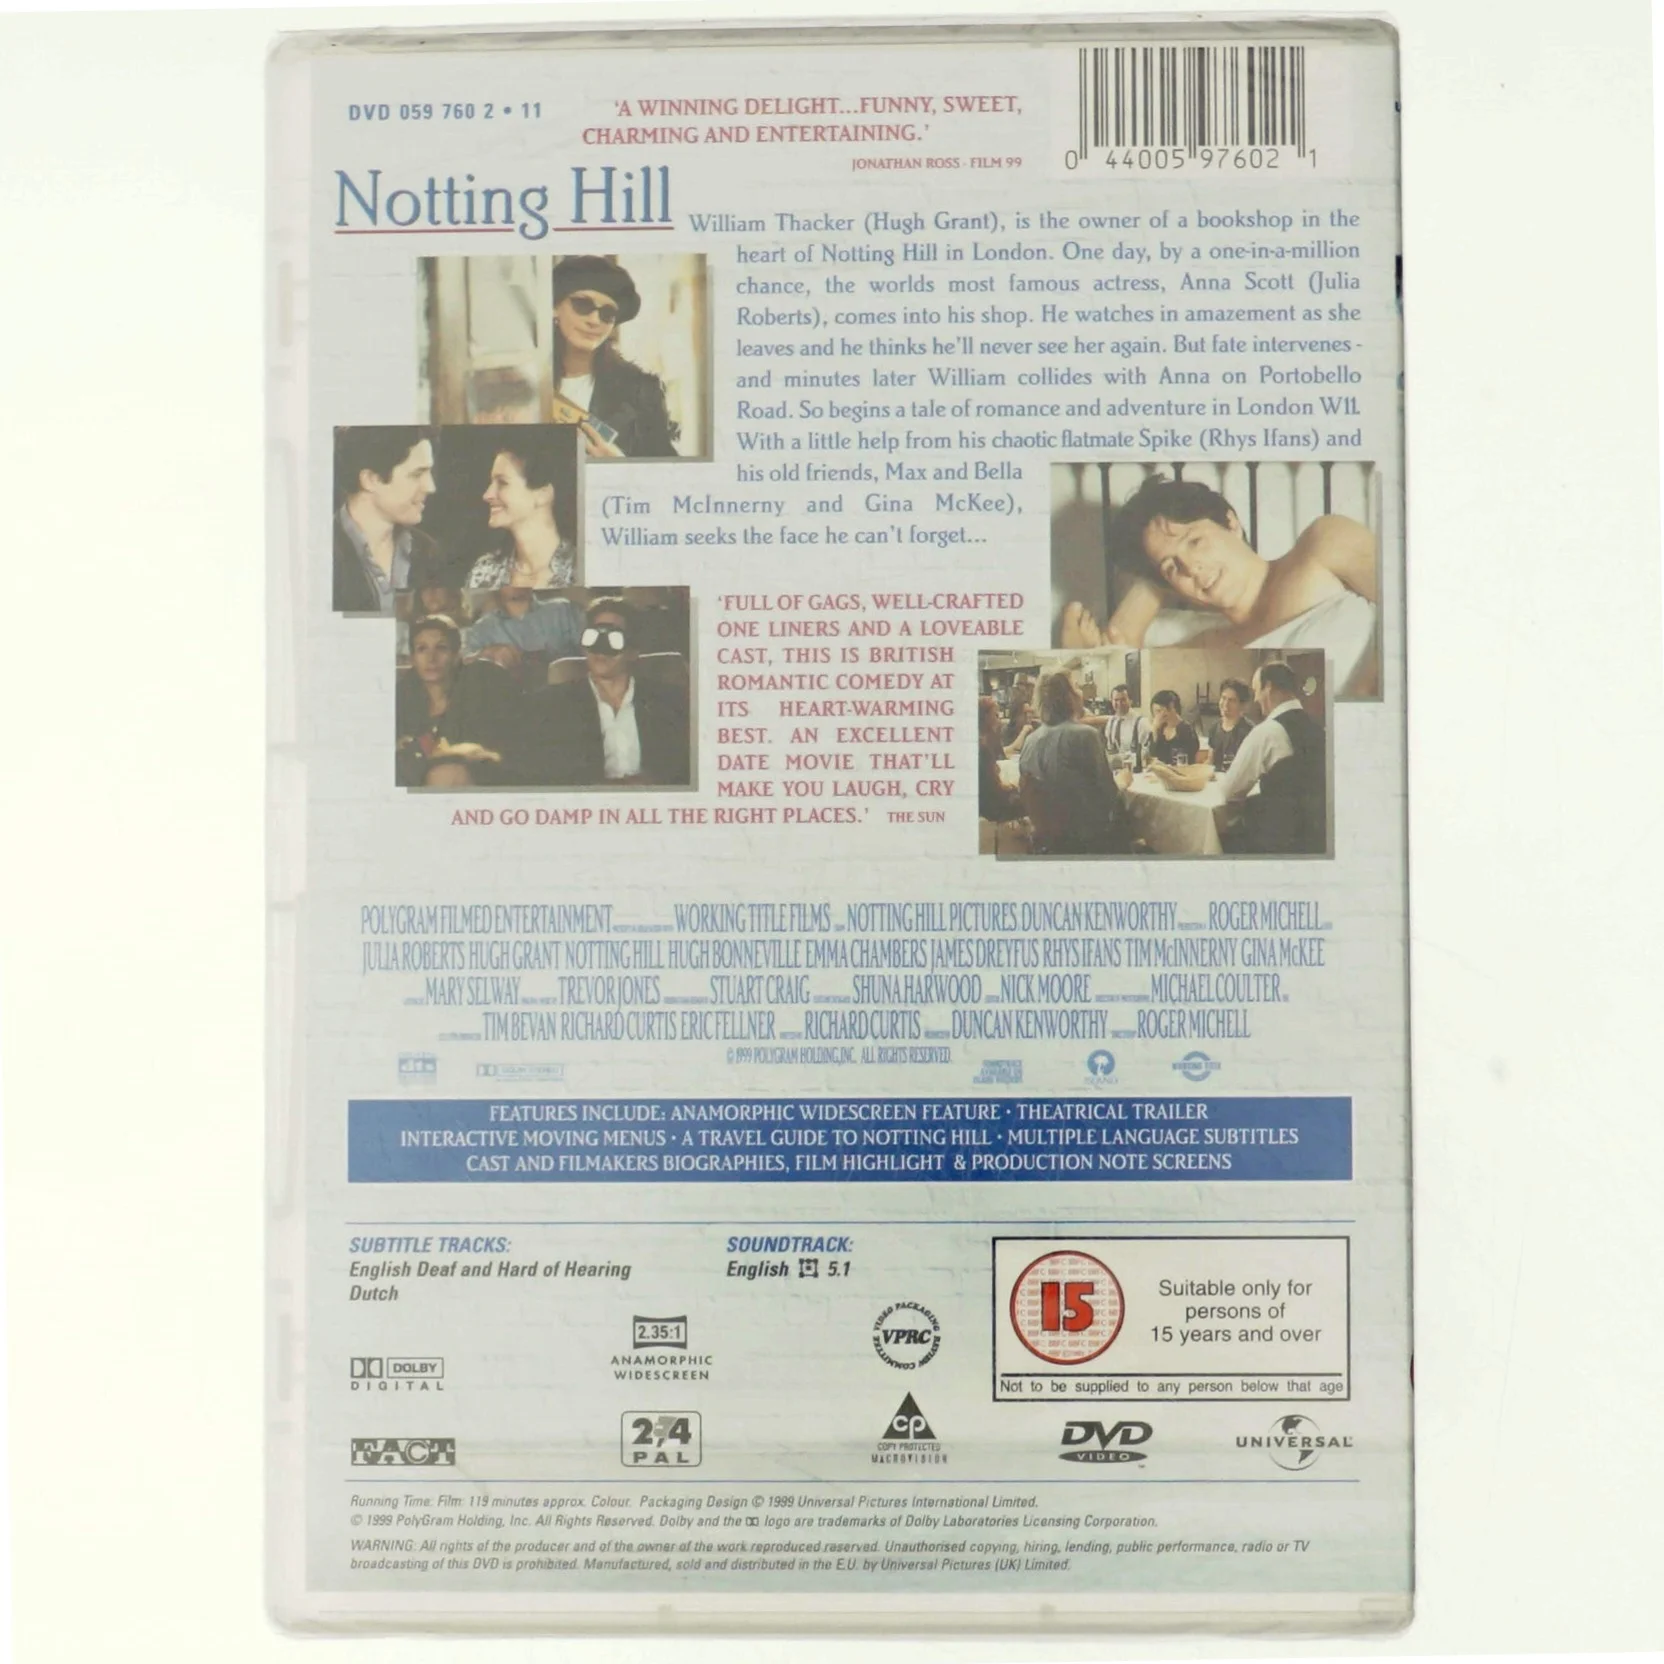 DVD 059 760 2 • 11
'A WINNING DELIGHT...FUNNY, SWEET,
CHARMING AND ENTERTAINING.'
JONATHAN ROSS - FILM 99
0 44005 97602 1
Notting Hill
William Thacker (Hugh Grant), is the owner of a bookshop in the
heart of Notting Hill in London. One day, by a one-in-a-million
chance, the worlds most famous actress, Anna Scott (Julia
Roberts), comes into his shop. He watches in amazement as she
leaves and he thinks he'll never see her again. But fate intervenes -
and minutes later William collides with Anna on Portobello
Road. So begins a tale of romance and adventure in London W11.
With a little help from his chaotic flatmate Spike (Rhys Ifans) and
his old friends, Max and Bella
(Tim McInnerny and Gina McKee),
William seeks the face he can't forget...
'FULL OF GAGS, WELL-CRAFTED
ONE LINERS AND A LOVEABLE
CAST, THIS IS BRITISH
ROMANTIC COMEDY AT
ITS HEART-WARMING
BEST. AN EXCELLENT
DATE MOVIE THAT'LL
MAKE YOU LAUGH, CRY
AND GO DAMP IN ALL THE RIGHT PLACES.' THE SUN
POLYGRAM FILMED ENTERTAINMENT WORKING TITLE FILMS NOTTING HILL PICTURES DUNCAN KENWORTHY ROGER MICHELL
JULIA ROBERTS HUGH GRANT NOTTING HILL HUGH BONNEVILLE EMMA CHAMBERS JAMES DREYFUS RHYS IFANS TIM McINNERNY GINA McKEE
MARY SELWAY TREVOR JONES STUART CRAIG SHUNA HARWOOD NICK MOORE MICHAEL COULTER
TIM BEVAN RICHARD CURTIS ERIC FELLNER RICHARD CURTIS DUNCAN KENWORTHY ROGER MICHELL
© 1999 POLYGRAM HOLDING, INC. ALL RIGHTS RESERVED.
dts DOLBY STEREO ISLAND WORKING TITLE
FEATURES INCLUDE: ANAMORPHIC WIDESCREEN FEATURE • THEATRICAL TRAILER
INTERACTIVE MOVING MENUS • A TRAVEL GUIDE TO NOTTING HILL • MULTIPLE LANGUAGE SUBTITLES
CAST AND FILMAKERS BIOGRAPHIES, FILM HIGHLIGHT & PRODUCTION NOTE SCREENS
SUBTITLE TRACKS:
English Deaf and Hard of Hearing
Dutch
SOUNDTRACK:
English 5.1
15
Suitable only for
persons of
15 years and over
Not to be supplied to any person below that age
2.35:1
ANAMORPHIC
WIDESCREEN
VIDEO PACKAGING REVIEW COMMITTEE
VPRC
DOLBY
DIGITAL
FACT
2,4
PAL
CP
COPY PROTECTED
MACROVISION
DVD
VIDEO
UNIVERSAL
Running Time: Film: 119 minutes approx. Colour. Packaging Design © 1999 Universal Pictures International Limited.
© 1999 PolyGram Holding, Inc. All Rights Reserved. Dolby and the logo are trademarks of Dolby Laboratories Licensing Corporation.
WARNING: All rights of the producer and of the owner of the work reproduced reserved. Unauthorised copying, hiring, lending, public performance, radio or TV
broadcasting of this DVD is prohibited. Manufactured, sold and distributed in the E.U. by Universal Pictures (UK) Limited.